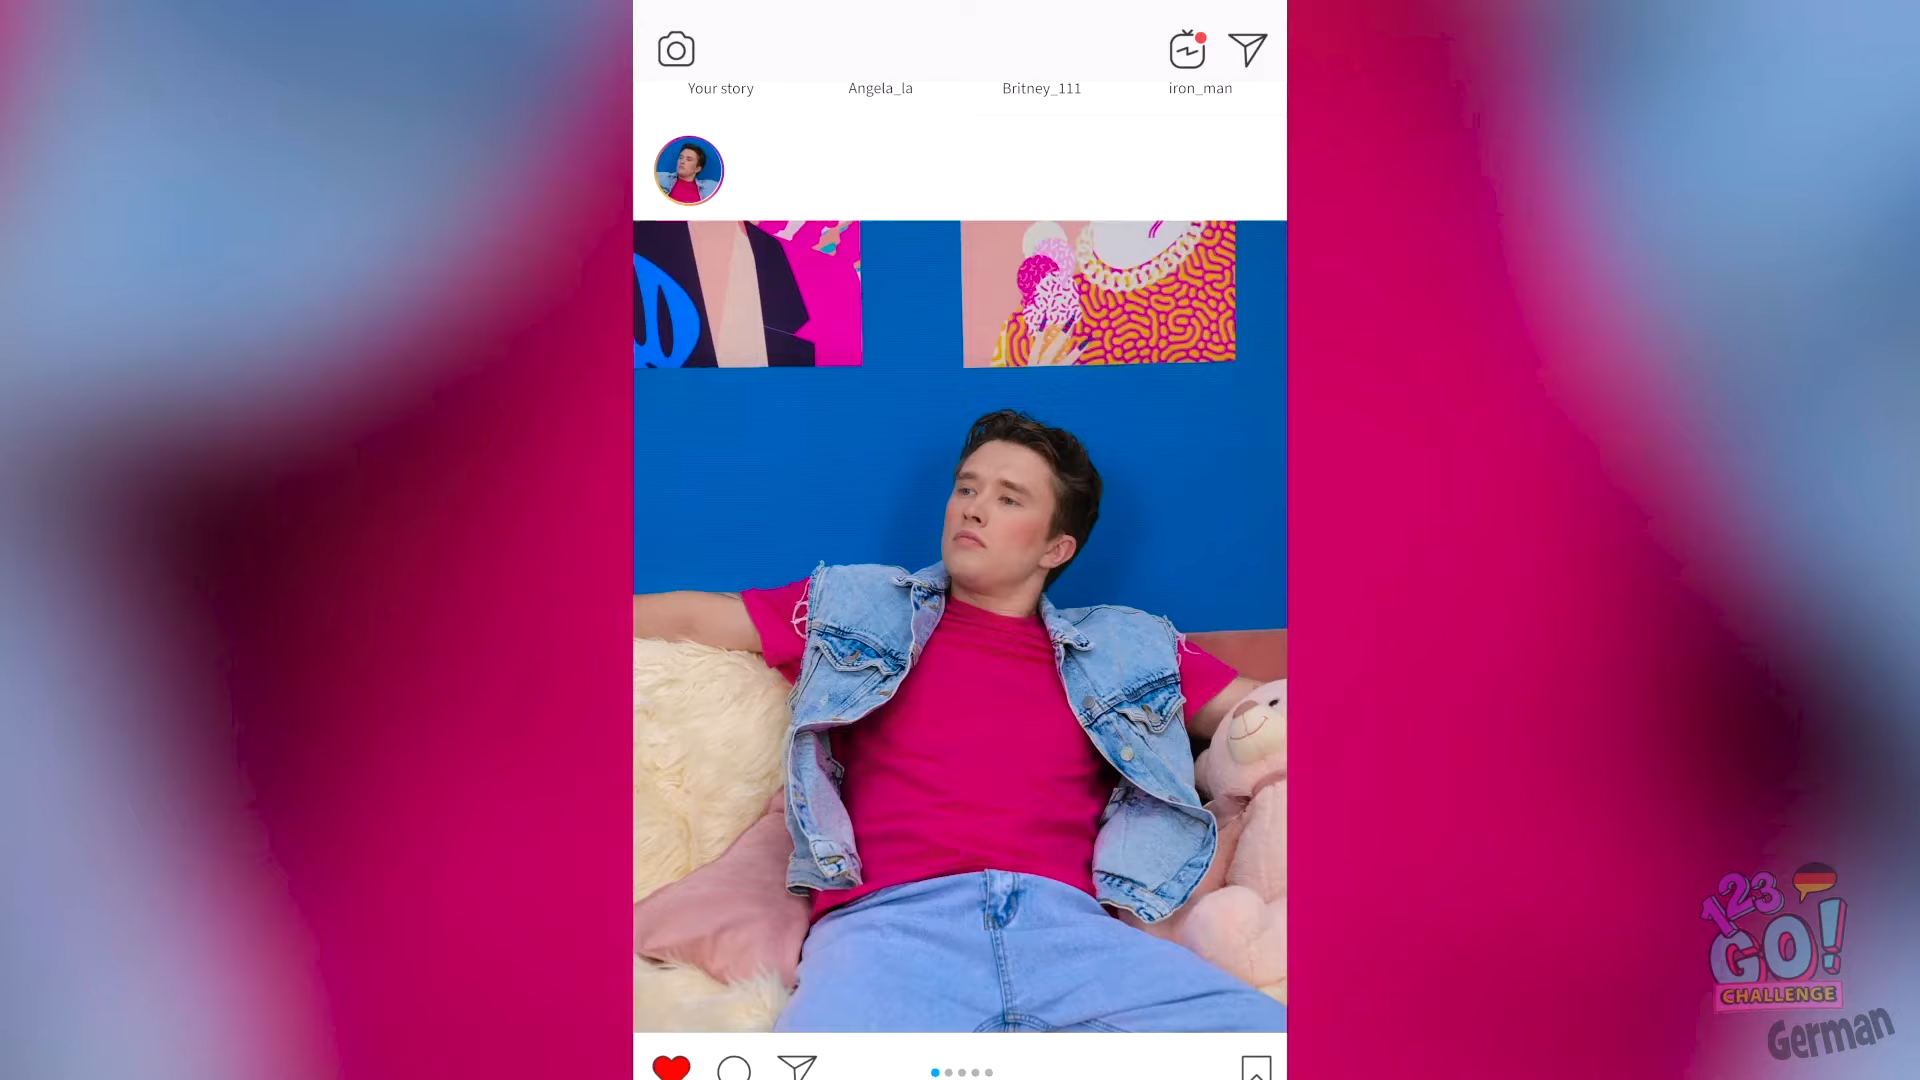 Your story
Angela_la
Britney_111
iron_man
123
GO!
CHALLENGE
German